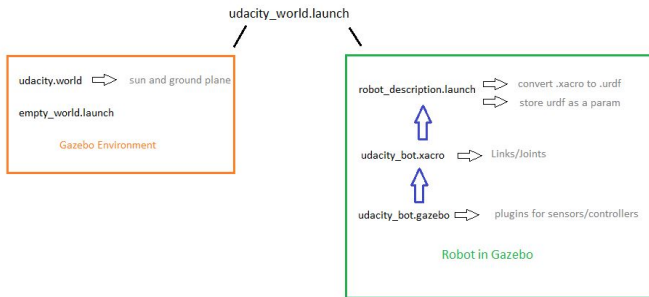 udacity_world.launch
udacity.world
sun and ground plane
empty_world.launch
Gazebo Environment
robot_description.launch
convert .xacro to .urdf
store urdf as a param
udacity_bot.xacro
Links/Joints
udacity_bot.gazebo
plugins for sensors/controllers
Robot in Gazebo